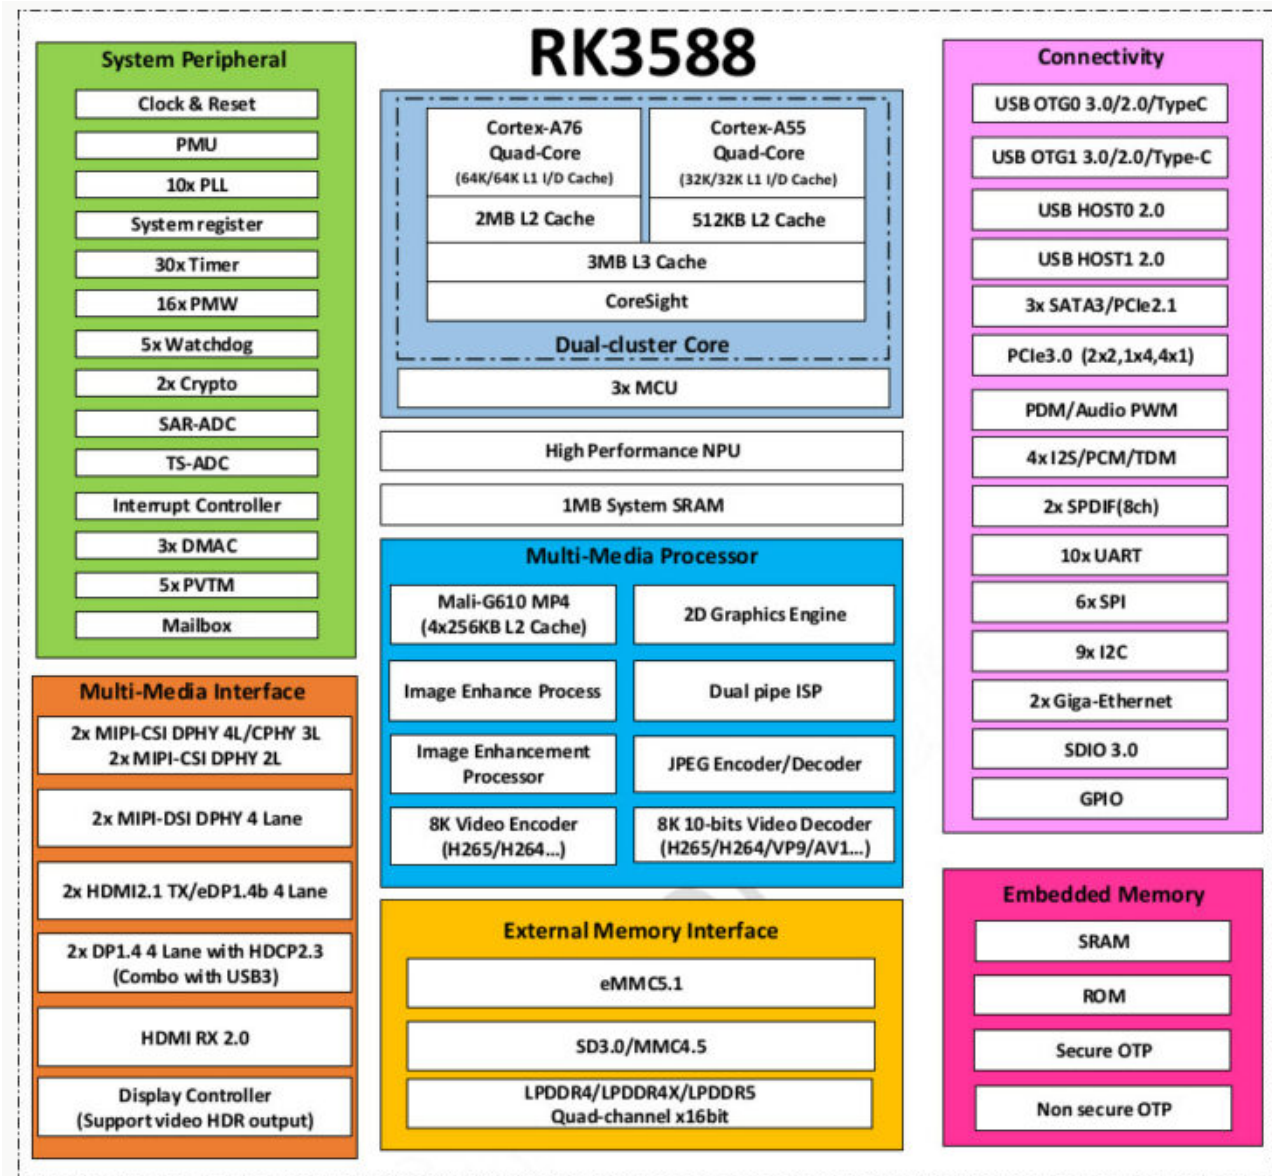 RK3588
System Peripheral
Clock & Reset
PMU
10x PLL
System register
30x Timer
16x PMW
5x Watchdog
2x Crypto
SAR-ADC
TS-ADC
Interrupt Controller
3x DMAC
5x PVTM
Mailbox
Multi-Media Interface
2x MIPI-CSI DPHY 4L/CPHY 3L
2x MIPI-CSI DPHY 2L
2x MIPI-DSI DPHY 4 Lane
2x HDMI2.1 TX/eDP1.4b 4 Lane
2x DP1.4 4 Lane with HDCP2.3
(Combo with USB3)
HDMI RX 2.0
Display Controller
(Support video HDR output)
Cortex-A76
Quad-Core
(64K/64K L1 I/D Cache)
2MB L2 Cache
Cortex-A55
Quad-Core
(32K/32K L1 I/D Cache)
512KB L2 Cache
3MB L3 Cache
CoreSight
Dual-cluster Core
3x MCU
High Performance NPU
1MB System SRAM
Multi-Media Processor
Mali-G610 MP4
(4x256KB L2 Cache)
2D Graphics Engine
Image Enhance Process
Dual pipe ISP
Image Enhancement
Processor
JPEG Encoder/Decoder
8K Video Encoder
(H265/H264...)
8K 10-bits Video Decoder
(H265/H264/VP9/AV1...)
External Memory Interface
eMMC5.1
SD3.0/MMC4.5
LPDDR4/LPDDR4X/LPDDR5
Quad-channel x16bit
Connectivity
USB OTG0 3.0/2.0/TypeC
USB OTG1 3.0/2.0/Type-C
USB HOST0 2.0
USB HOST1 2.0
3x SATA3/PCIe2.1
PCIe3.0 (2x2,1x4,4x1)
PDM/Audio PWM
4x I2S/PCM/TDM
2x SPDIF(8ch)
10x UART
6x SPI
9x I2C
2x Giga-Ethernet
SDIO 3.0
GPIO
Embedded Memory
SRAM
ROM
Secure OTP
Non secure OTP